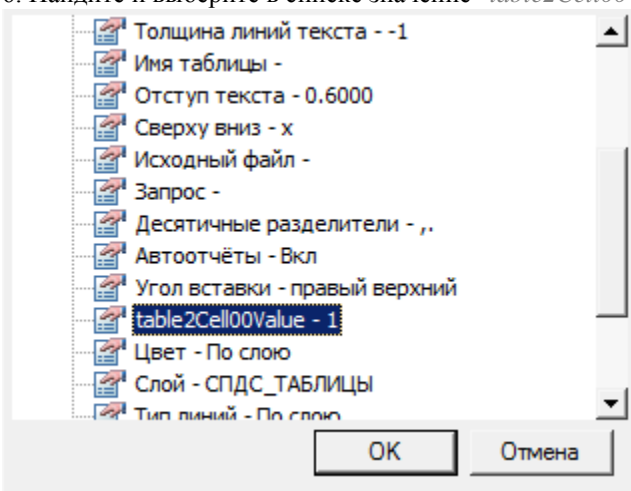 6. Найдите и выберите в списке значение "table2Cell00
Толщина линий текста - -1
Имя таблицы -
Отступ текста - 0.6000
Сверху вниз - x
Исходный файл -
Запрос -
Десятичные разделители - ,.
Автоотчёты - Вкл
Угол вставки - правый верхний
table2Cell00Value - 1
Цвет - По слою
Слой - СПДС_ТАБЛИЦЫ
Тип линий - По слою
OK Отмена